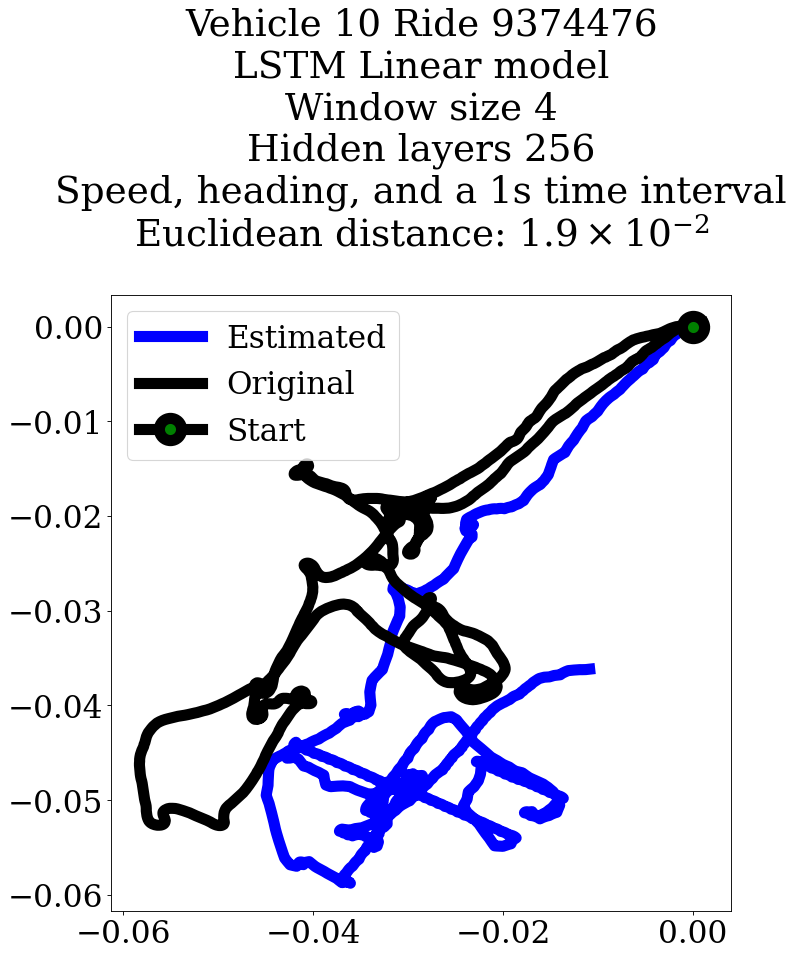 Vehicle 10 Ride 9374476
LSTM Linear model
Window size 4
Hidden layers 256
Speed, heading, and a 1s time interval
Euclidean distance: 1.9 × 10⁻²
Estimated
Original
Start
0.00
−0.01
−0.02
−0.03
−0.04
−0.05
−0.06
−0.06 −0.04 −0.02 0.00